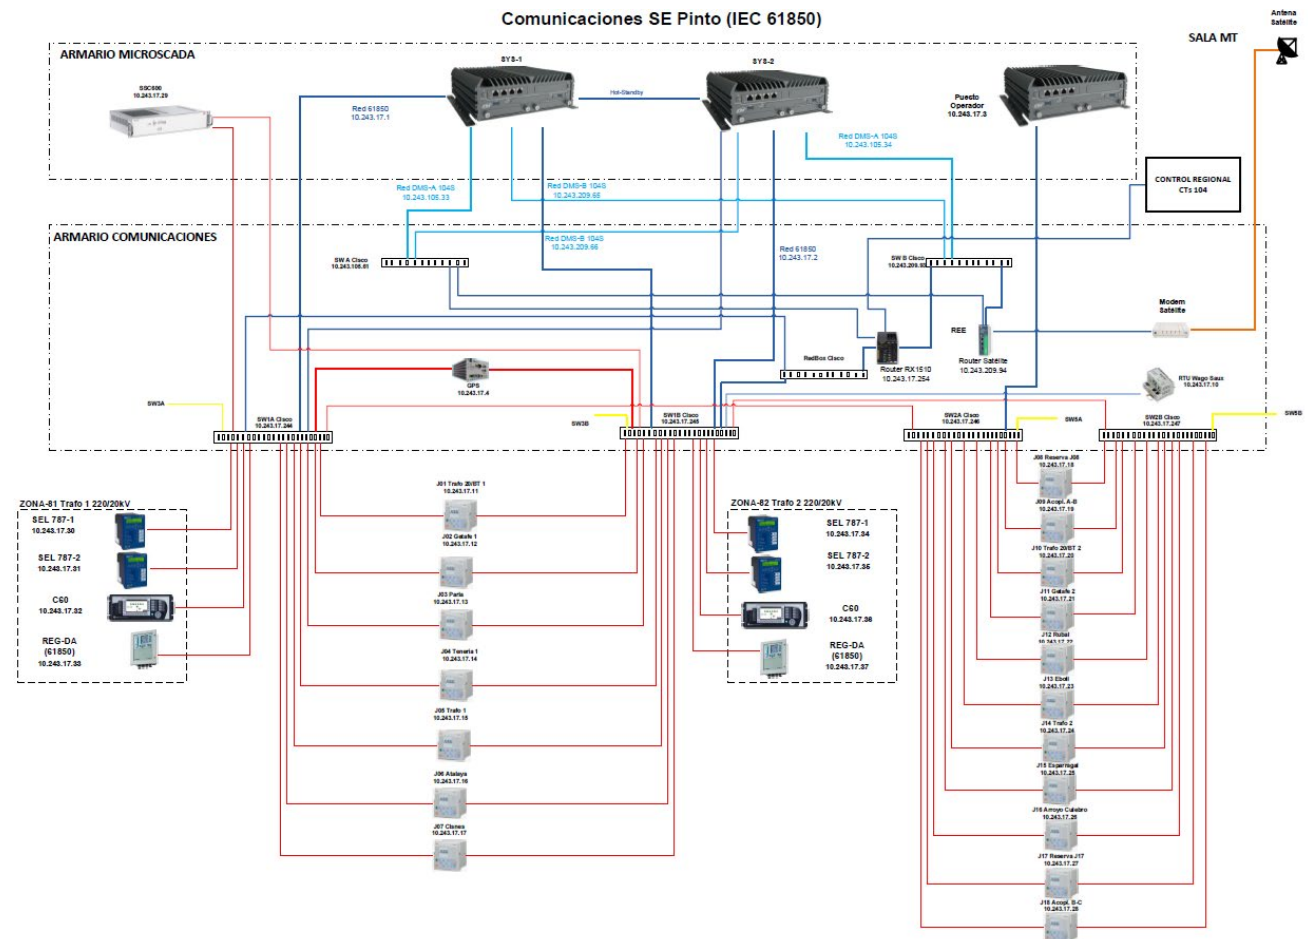 Comunicaciones SE Pinto (IEC 61850)
Antena
Satélite
SALA MT
ARMARIO MICROSCADA
SYS-1
SYS-2
SSC600
10.243.17.29
Hot-Standby
Puesto
Operador
10.243.17.3
Red 61850
10.243.17.1
Red DMS-A 104S
10.243.105.34
CONTROL REGIONAL
CTs 104
Red DMS-A 104S
10.243.105.33
Red DMS-B 104S
10.243.209.65
ARMARIO COMUNICACIONES
Red DMS-B 104S
10.243.209.66
Red 61850
10.243.17.2
SW A Cisco
SW B Cisco
Modem
Satélite
REE
RedBox Cisco
Router RX1510
10.243.17.254
Router Satélite
10.243.209.94
GPS
10.243.17.4
RTU Wago Saux
10.243.17.10
SW3A
SW1A Cisco
10.243.17.244
SW3B
SW1B Cisco
10.243.17.245
SW2A Cisco
10.243.17.246
SW5A
SW2B Cisco
10.243.17.247
SW5B
ZONA-81 Trafo 1 220/20kV
SEL 787-1
10.243.17.30
SEL 787-2
10.243.17.31
C60
10.243.17.32
REG-DA
(61850)
10.243.17.33
J01 Trafo 20/BT 1
10.243.17.11
J02 Getafe 1
10.243.17.12
J03 Parla
10.243.17.13
J04 Teneria 1
10.243.17.14
J05 Trafo 1
10.243.17.15
J06 Atalaya
10.243.17.16
J07 Clanes
10.243.17.17
ZONA-82 Trafo 2 220/20kV
SEL 787-1
10.243.17.34
SEL 787-2
10.243.17.35
C60
10.243.17.36
REG-DA
(61850)
10.243.17.37
J08 Reserva J08
10.243.17.18
J09 Acopl. A-B
10.243.17.19
J10 Trafo 20/BT 2
10.243.17.20
J11 Getafe 2
10.243.17.21
J12 Rubal
10.243.17.22
J13 Eboli
10.243.17.23
J14 Trafo 2
10.243.17.24
J15 Esparragal
10.243.17.25
J16 Arroyo Culebro
10.243.17.26
J17 Reserva J17
10.243.17.27
J18 Acopl. B-C
10.243.17.28